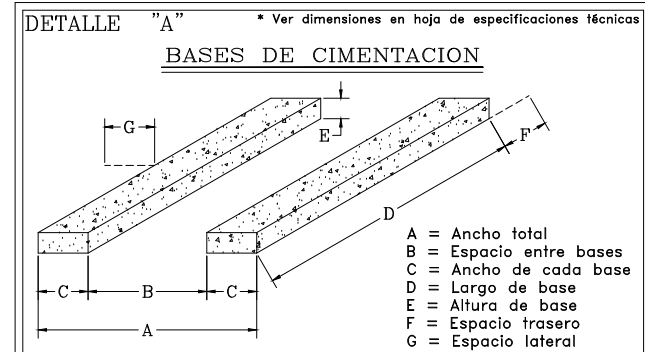 DETALLE "A"
* Ver dimensiones en hoja de especificaciones técnicas
BASES DE CIMENTACION
G
E
F
D
C
B
C
A
A = Ancho total
B = Espacio entre bases
C = Ancho de cada base
D = Largo de base
E = Altura de base
F = Espacio trasero
G = Espacio lateral